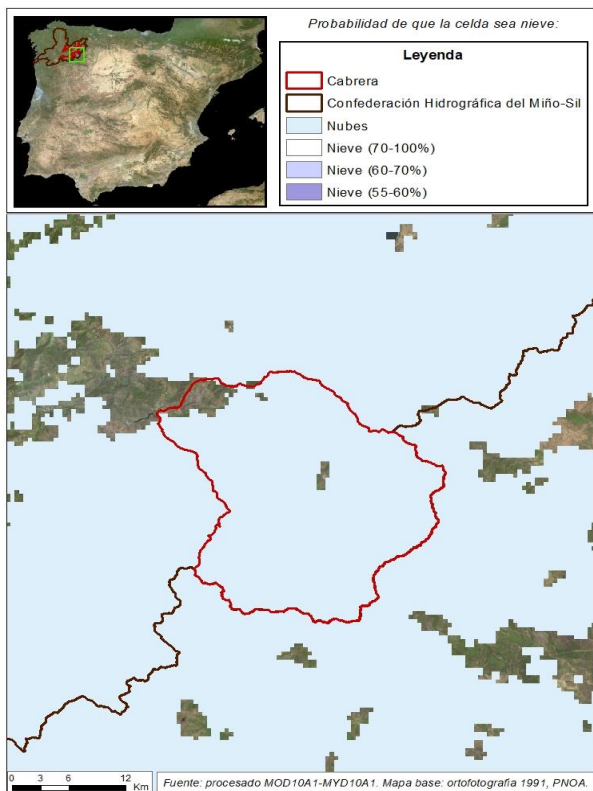 Probabilidad de que la celda sea nieve:
Leyenda
Cabrera
Confederación Hidrográfica del Miño-Sil
Nubes
Nieve (70-100%)
Nieve (60-70%)
Nieve (55-60%)
0 3 6 12
Km
Fuente: procesado MOD10A1-MYD10A1. Mapa base: ortofotografía 1991, PNOA.